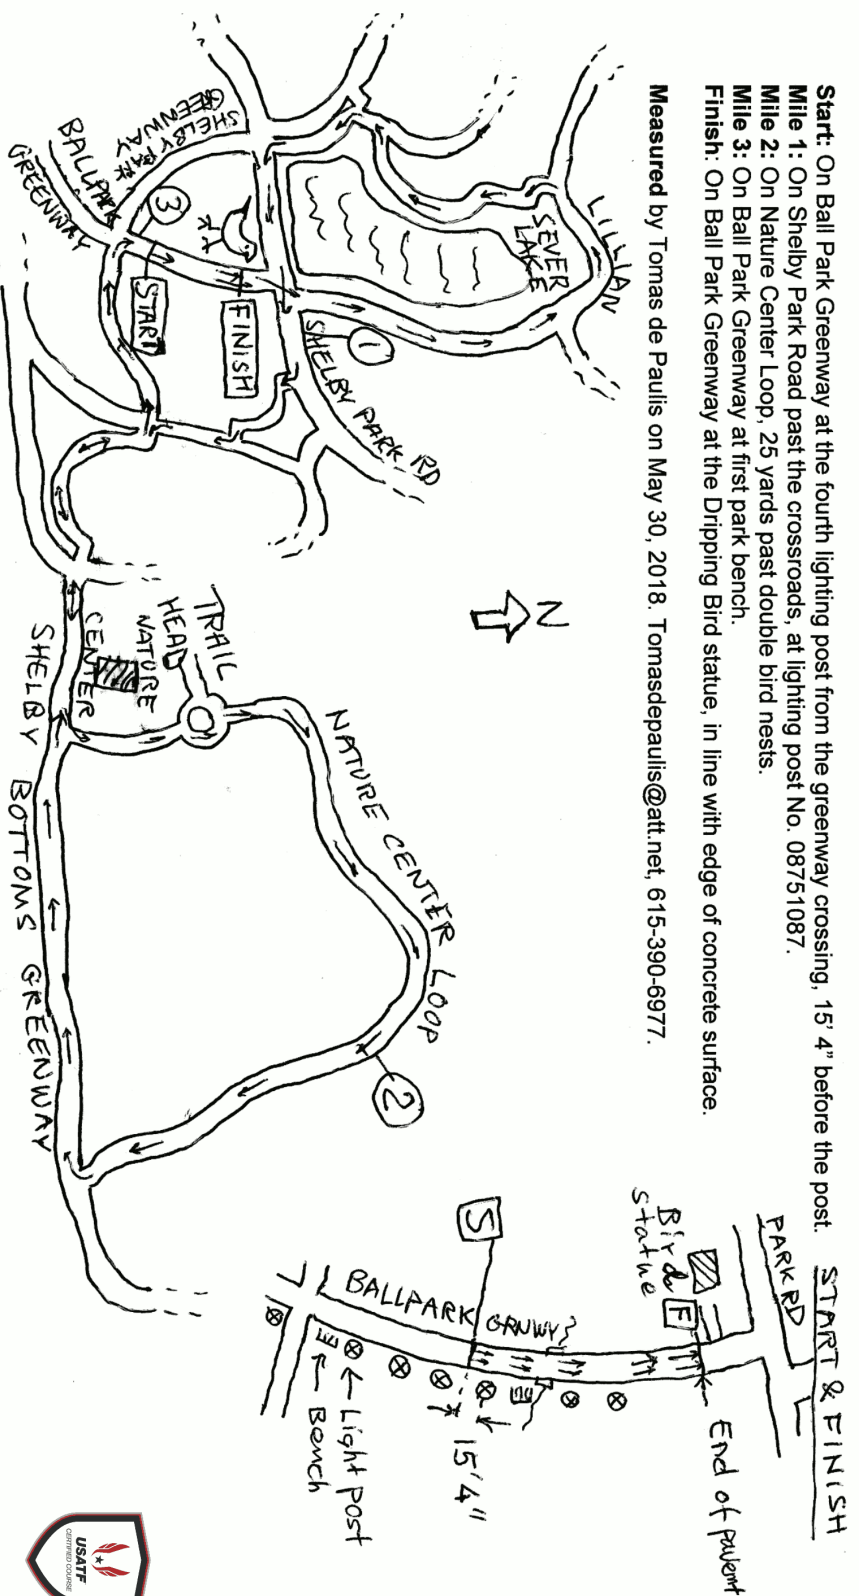 Start: On Ball Park Greenway at the fourth lighting post from the greenway crossing, 15' 4" before the post.
Mile 1: On Shelby Park Road past the crossroads, at lighting post No. 08751087.
Mile 2: On Nature Center Loop, 25 yards past double bird nests.
Mile 3: On Ball Park Greenway at first park bench.
Finish: On Ball Park Greenway at the Dripping Bird statue, in line with edge of concrete surface.
Measured by Tomas de Paulis on May 30, 2018. Tomasdepaulis@att.net, 615-390-6977.
LILLIAN
SEVER
LAKE
1
SHELBY PARK RD
SHELBY PARK
GREENWAY
BALLPARK
GREENWAY
3
START
FINISH
N
TRAIL
HEAD
NATURE
CENTER
NATURE CENTER LOOP
2
SHELBY BOTTOMS GREENWAY
START & FINISH
PARK RD
Bird
statue
F
End of pavemt
S
BALLPARK GRNWY
E
E
15'4"
Light post
Bench
USATF
CERTIFIED COURSE